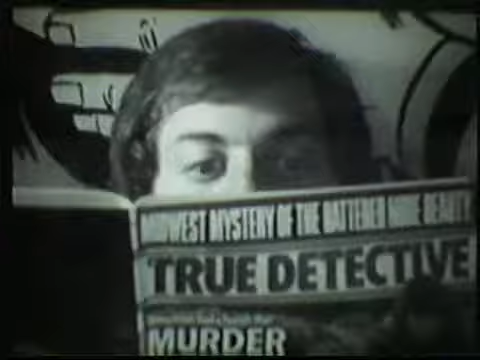 MIDWEST MYSTERY OF THE BATTERED NUDE BEAUTY
TRUE DETECTIVE
MURDER